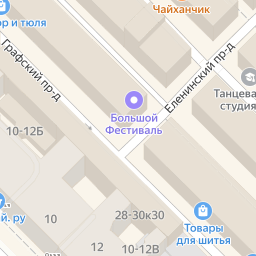 Чайханчик
ор и тюля
Графский пр-д
Еленинский пр-д
Большой
Фестиваль
Танцева
студия
10-12Б
й. ру
10
28-30к30
Товары
для шитья
12
10-12В